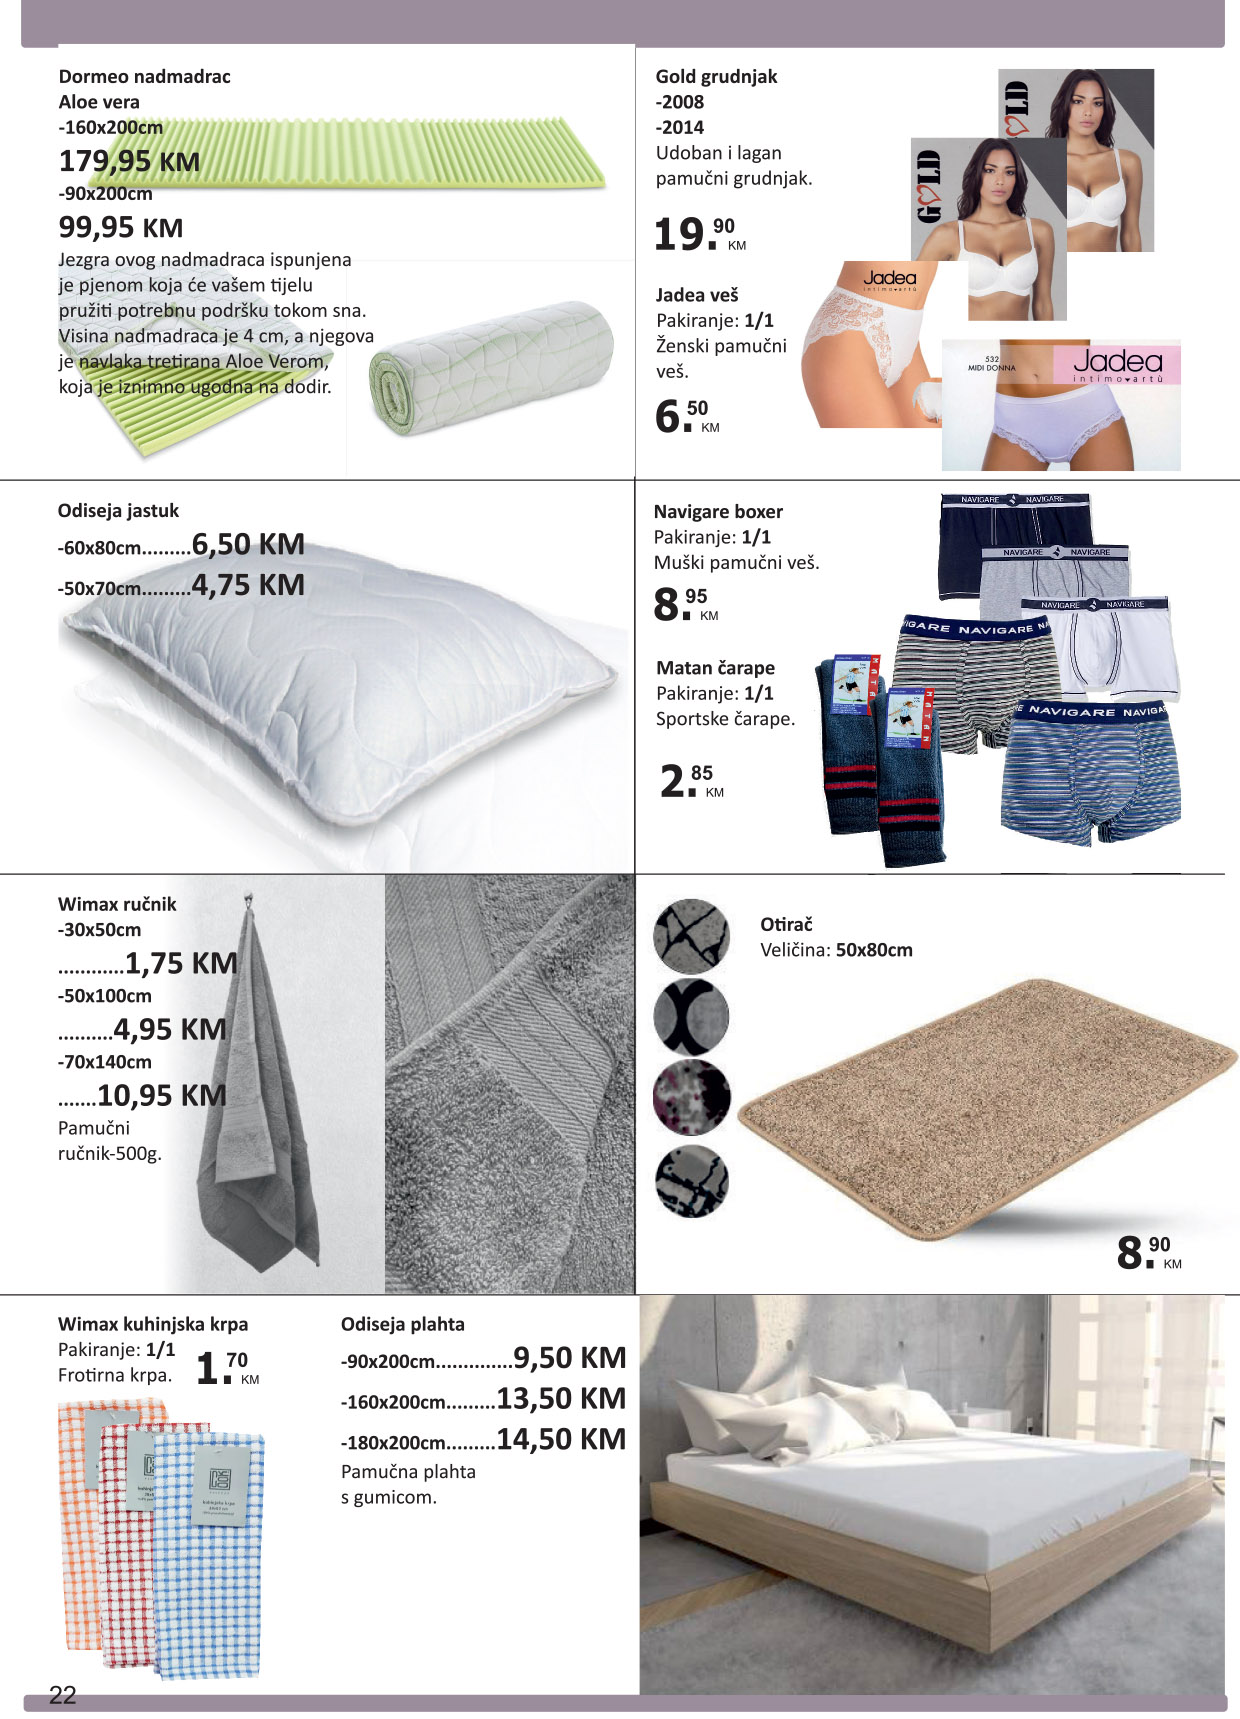 Dormeo nadmadrac
Aloe vera
-160x200cm
179,95 KM
-90x200cm
99,95 KM
Jezgra ovog nadmadraca ispunjena
je pjenom koja će vašem tijelu
pružiti potrebnu podršku tokom sna.
Visina nadmadraca je 4 cm, a njegova
je navlaka tretirana Aloe Verom,
koja je iznimno ugodna na dodir.
Gold grudnjak
-2008
-2014
Udoban i lagan
pamučni grudnjak.
19.90 KM
GOLD
GOLD
Jadea veš
Pakiranje: 1/1
Ženski pamučni
veš.
6.50 KM
Jadea
intimo♥artù
532
MIDI DONNA
Jadea
intimo♥artù
Odiseja jastuk
-60x80cm.........6,50 KM
-50x70cm.........4,75 KM
Navigare boxer
Pakiranje: 1/1
Muški pamučni veš.
8.95 KM
Matan čarape
Pakiranje: 1/1
Sportske čarape.
2.85 KM
NAVIGARE NAVIGARE
NAVIGARE NAVIGARE
NAVIGARE NAVIGARE
IGARE NAVIGARE N
NAVIGARE NAVIGA
MATAN
MATAN
Wimax ručnik
-30x50cm
............1,75 KM
-50x100cm
..........4,95 KM
-70x140cm
.......10,95 KM
Pamučni
ručnik-500g.
Otirač
Veličina: 50x80cm
8.90 KM
Wimax kuhinjska krpa
Pakiranje: 1/1
Frotirna krpa.
1.70 KM
kuhinjska krpa
Odiseja plahta
-90x200cm..............9,50 KM
-160x200cm.........13,50 KM
-180x200cm.........14,50 KM
Pamučna plahta
s gumicom.
22